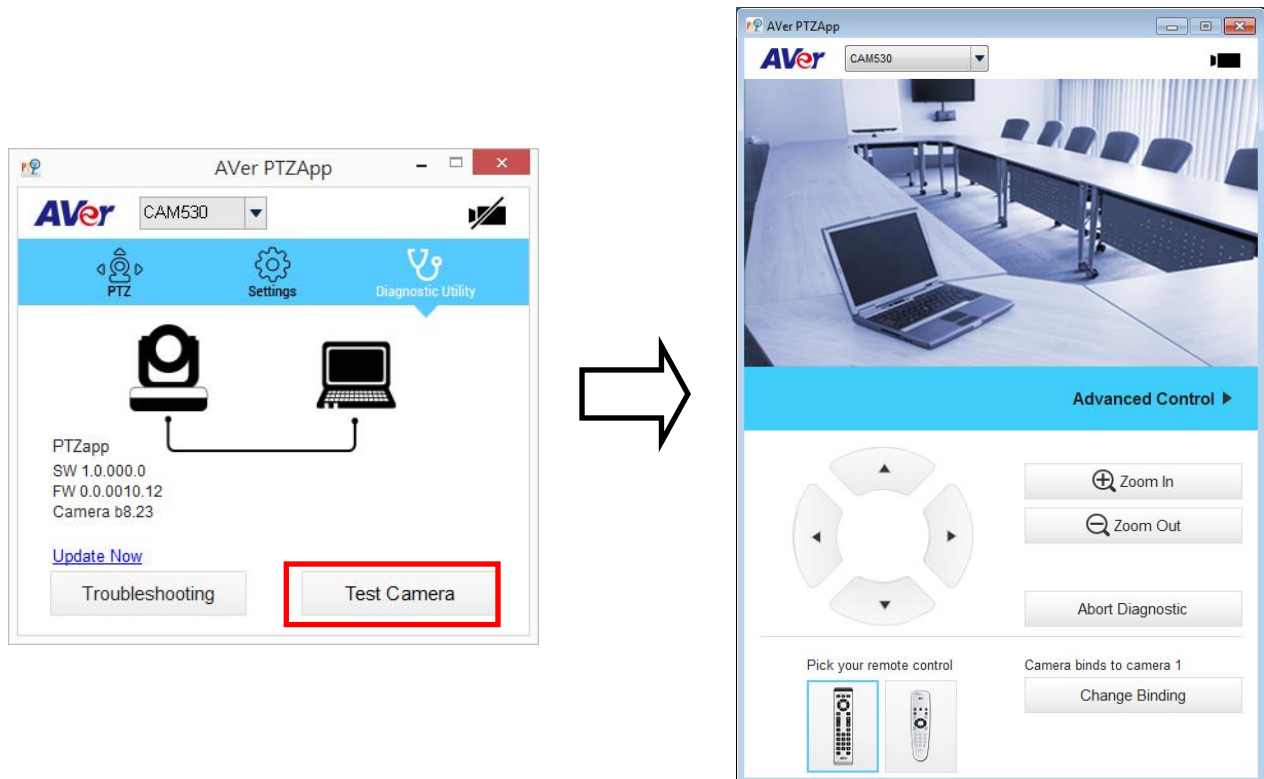 AVer PTZApp
AVer CAM530
PTZ Settings Diagnostic Utility
PTZapp
SW 1.0.000.0
FW 0.0.0010.12
Camera b8.23
Update Now
Troubleshooting Test Camera
AVer PTZApp
AVer CAM530
Advanced Control
Zoom In
Zoom Out
Abort Diagnostic
Pick your remote control Camera binds to camera 1
Change Binding